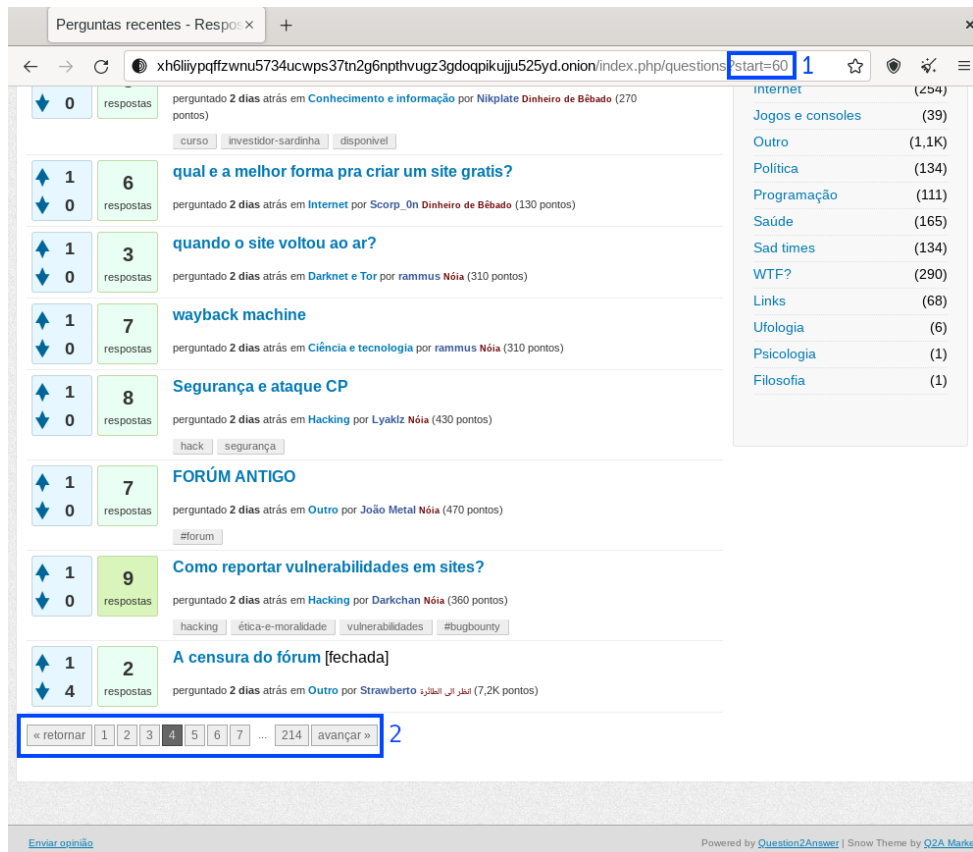 Perguntas recentes - Respos ×
+
×
xh6liiypqffzwnu5734ucwps37tn2g6npthvugz3gdoqpikujju525yd.onion/index.php/questions?start=60 1
0 respostas
perguntado 2 dias atrás em Conhecimento e informação por Nikplate Dinheiro de Bêbado (270
pontos)
curso investidor-sardinha disponivel
1 0
6 respostas
qual e a melhor forma pra criar um site gratis?
perguntado 2 dias atrás em Internet por Scorp_0n Dinheiro de Bêbado (130 pontos)
1 0
3 respostas
quando o site voltou ao ar?
perguntado 2 dias atrás em Darknet e Tor por rammus Nóia (310 pontos)
1 0
7 respostas
wayback machine
perguntado 2 dias atrás em Ciência e tecnologia por rammus Nóia (310 pontos)
1 0
8 respostas
Segurança e ataque CP
perguntado 2 dias atrás em Hacking por Lyaklz Nóia (430 pontos)
hack segurança
1 0
7 respostas
FORÚM ANTIGO
perguntado 2 dias atrás em Outro por João Metal Nóia (470 pontos)
#forum
1 0
9 respostas
Como reportar vulnerabilidades em sites?
perguntado 2 dias atrás em Hacking por Darkchan Nóia (360 pontos)
hacking ética-e-moralidade vulnerabilidades #bugbounty
1 4
2 respostas
A censura do fórum [fechada]
perguntado 2 dias atrás em Outro por Strawberto انظر الى الطائرة (7,2K pontos)
« retornar 1 2 3 4 5 6 7 ... 214 avançar » 2
Internet (254)
Jogos e consoles (39)
Outro (1,1K)
Política (134)
Programação (111)
Saúde (165)
Sad times (134)
WTF? (290)
Links (68)
Ufologia (6)
Psicologia (1)
Filosofia (1)
Enviar opinião
Powered by Question2Answer | Snow Theme by Q2A Marke